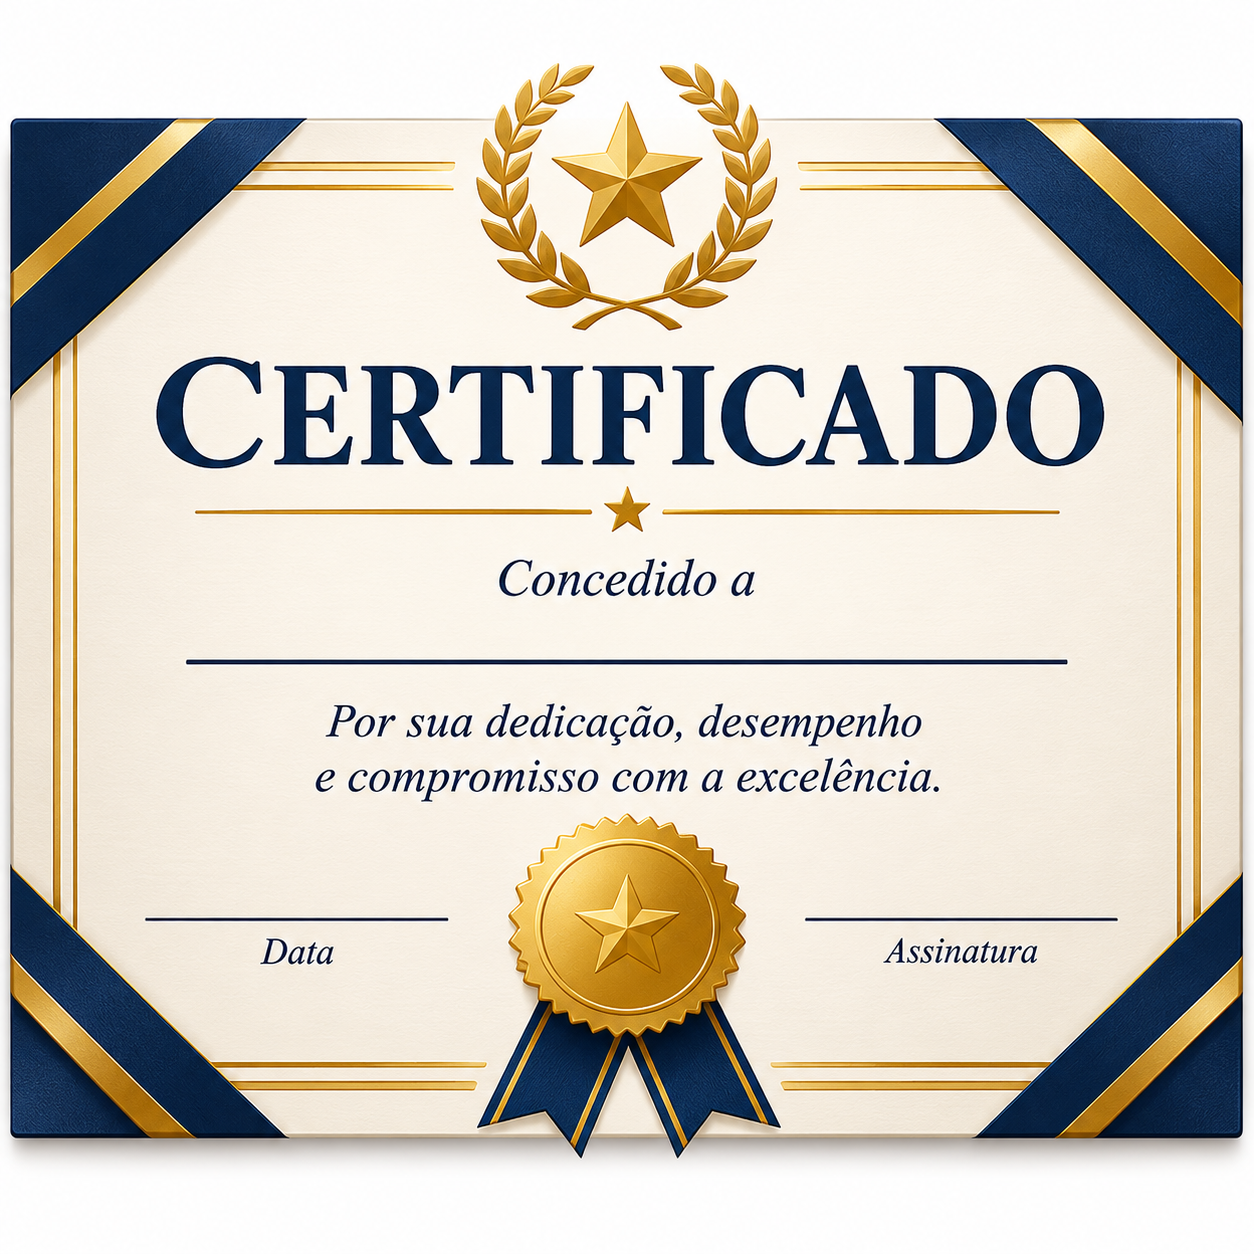 CERTIFICADO
Concedido a
Por sua dedicação, desempenho
e compromisso com a excelência.
Data
Assinatura